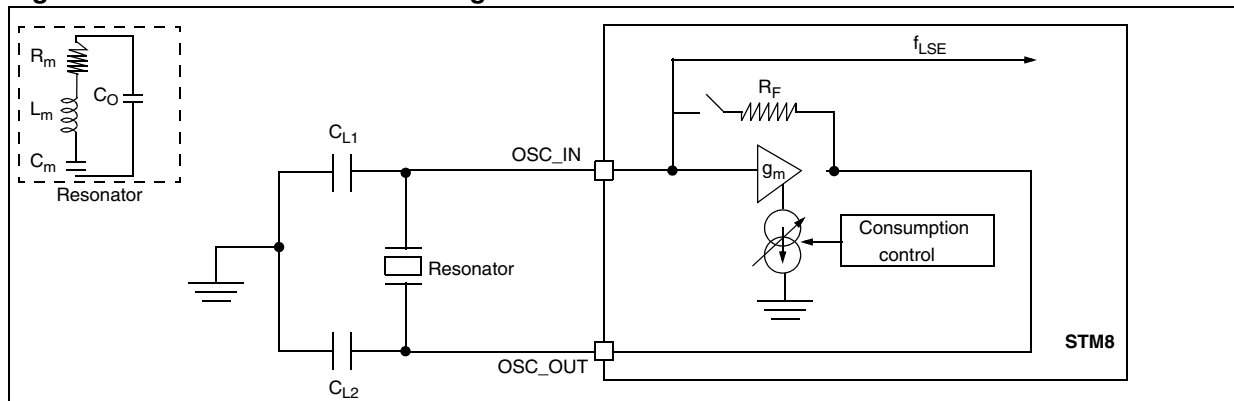 R_m
L_m
C_m
C_O
Resonator
C_L1
C_L2
Resonator
OSC_IN
OSC_OUT
f_LSE
R_F
g_m
Consumption
control
STM8